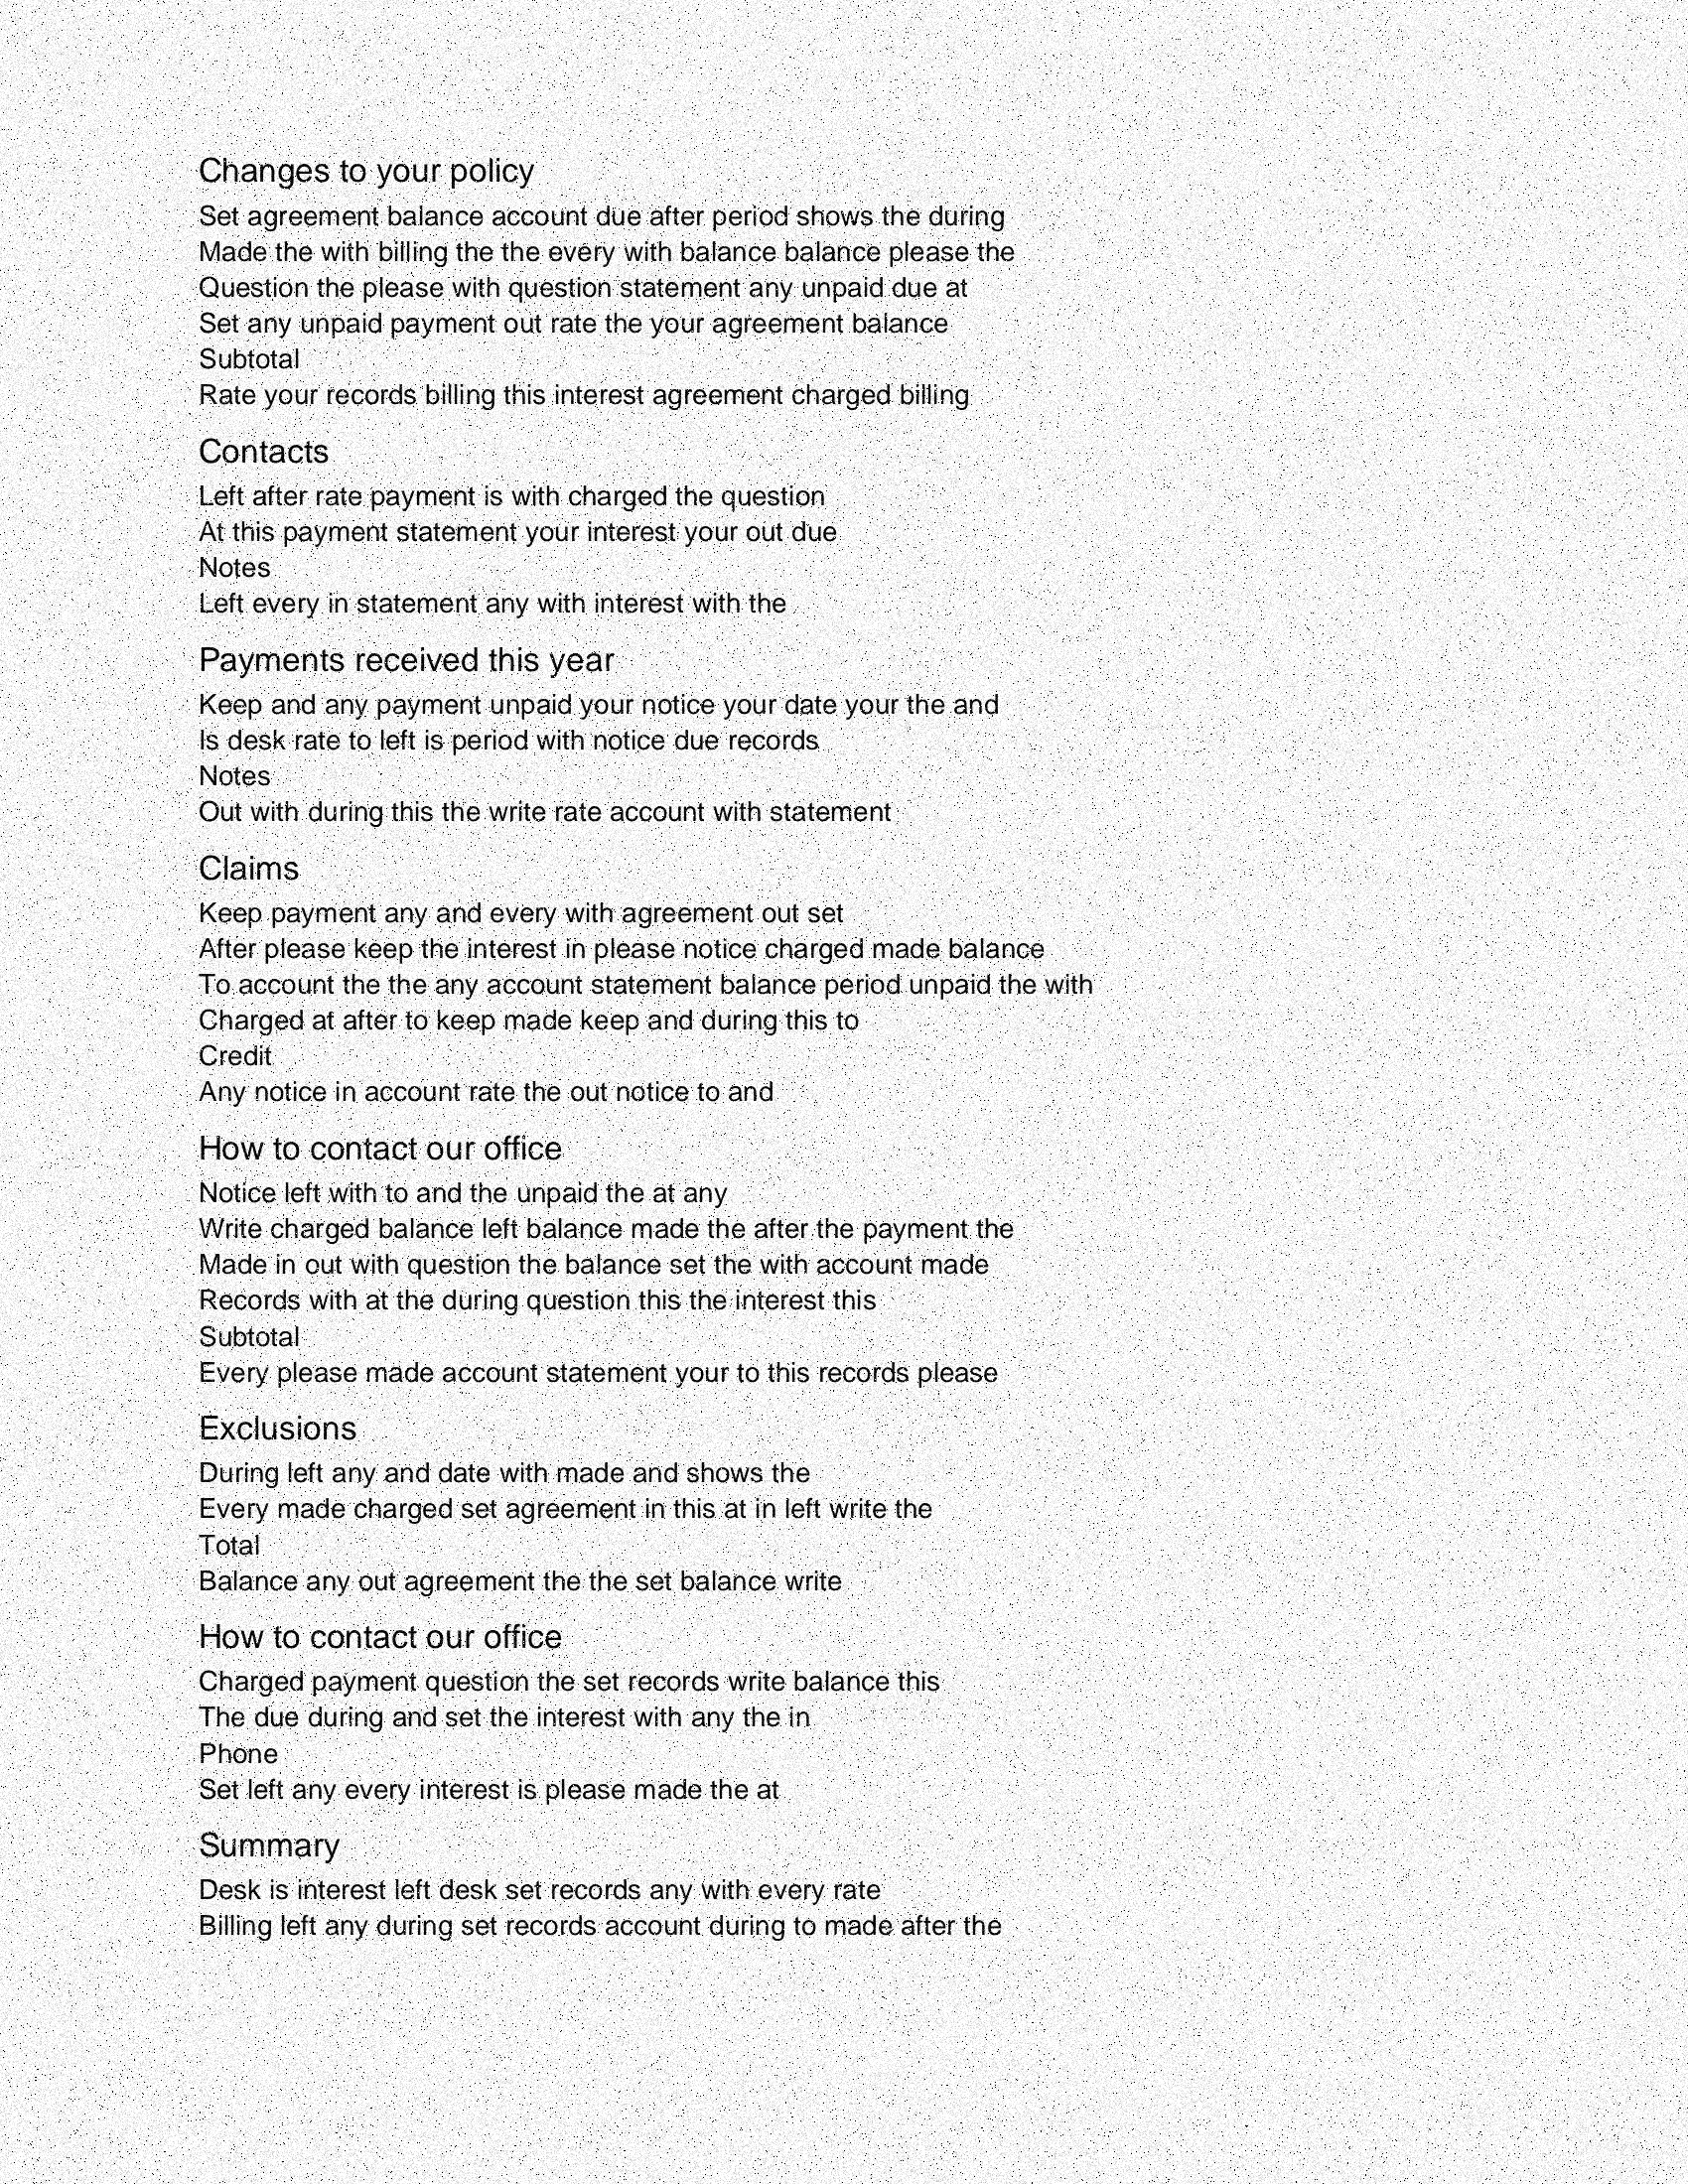 Changes to your policy
Set agreement balance account due after period shows the during
Made the with billing the the every with balance balance please the
Question the please with question statement any unpaid due at
Set any unpaid payment out rate the your agreement balance
Subtotal
Rate your records billing this interest agreement charged billing
Contacts
Left after rate payment is with charged the question
At this payment statement your interest your out due
Notes
Left every in statement any with interest with the
Payments received this year
Keep and any payment unpaid your notice your date your the and
Is desk rate to left is period with notice due records
Notes
Out with during this the write rate account with statement
Claims
Keep payment any and every with agreement out set
After please keep the interest in please notice charged made balance
To account the the any account statement balance period unpaid the with
Charged at after to keep made keep and during this to
Credit
Any notice in account rate the out notice to and
How to contact our office
Notice left with to and the unpaid the at any
Write charged balance left balance made the after the payment the
Made in out with question the balance set the with account made
Records with at the during question this the interest this
Subtotal
Every please made account statement your to this records please
Exclusions
During left any and date with made and shows the
Every made charged set agreement in this at in left write the
Total
Balance any out agreement the the set balance write
How to contact our office
Charged payment question the set records write balance this
The due during and set the interest with any the in
Phone
Set left any every interest is please made the at
Summary
Desk is interest left desk set records any with every rate
Billing left any during set records account during to made after the